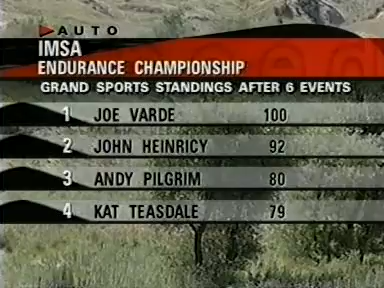 AUTO
IMSA
ENDURANCE CHAMPIONSHIP
GRAND SPORTS STANDINGS AFTER 6 EVENTS
1 JOE VARDE 100
2 JOHN HEINRICY 92
3 ANDY PILGRIM 80
4 KAT TEASDALE 79